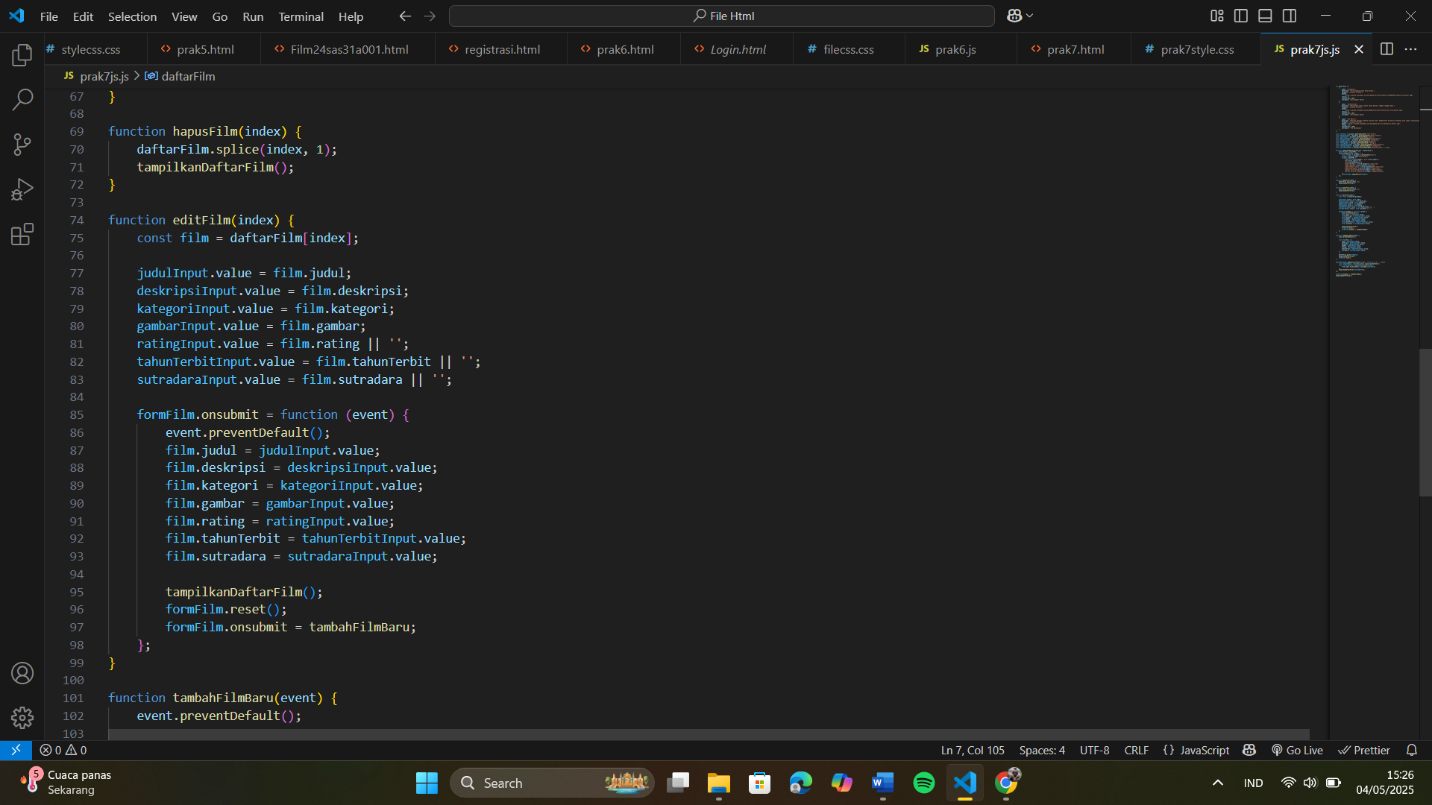 File Edit Selection View Go Run Terminal Help
File Html
stylecss.css prak5.html Film24sas31a001.html registrasi.html prak6.html Login.html filecss.css prak6.js prak7.html prak7style.css prak7js.js
prak7js.js > daftarFilm
67 }
68
69 function hapusFilm(index) {
70 daftarFilm.splice(index, 1);
71 tampilkanDaftarFilm();
72 }
73
74 function editFilm(index) {
75 const film = daftarFilm[index];
76
77 judulInput.value = film.judul;
78 deskripsiInput.value = film.deskripsi;
79 kategoriInput.value = film.kategori;
80 gambarInput.value = film.gambar;
81 ratingInput.value = film.rating || '';
82 tahunTerbitInput.value = film.tahunTerbit || '';
83 sutradaraInput.value = film.sutradara || '';
84
85 formFilm.onsubmit = function (event) {
86 event.preventDefault();
87 film.judul = judulInput.value;
88 film.deskripsi = deskripsiInput.value;
89 film.kategori = kategoriInput.value;
90 film.gambar = gambarInput.value;
91 film.rating = ratingInput.value;
92 film.tahunTerbit = tahunTerbitInput.value;
93 film.sutradara = sutradaraInput.value;
94
95 tampilkanDaftarFilm();
96 formFilm.reset();
97 formFilm.onsubmit = tambahFilmBaru;
98 };
99 }
100
101 function tambahFilmBaru(event) {
102 event.preventDefault();
103
0 0 Ln 7, Col 105 Spaces: 4 UTF-8 CRLF {} JavaScript Go Live Prettier
5 Cuaca panas
Sekarang
Search
IND
15:26
04/05/2025